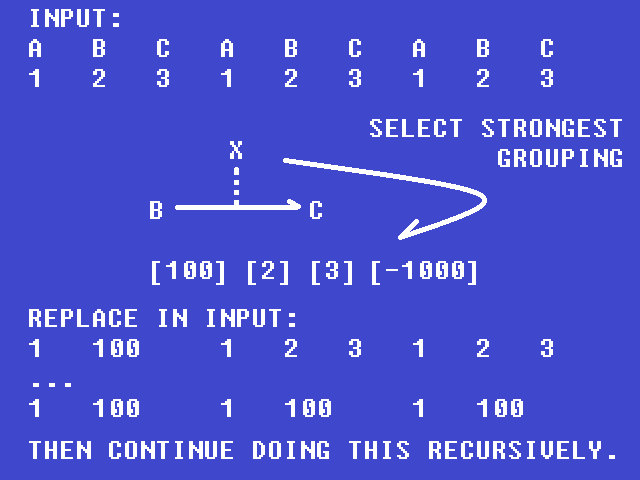 INPUT:
A B C A B C A B C
1 2 3 1 2 3 1 2 3
SELECT STRONGEST
GROUPING
X
B C
[100] [2] [3] [-1000]
REPLACE IN INPUT:
1 100 1 2 3 1 2 3
...
1 100 1 100 1 100
THEN CONTINUE DOING THIS RECURSIVELY.